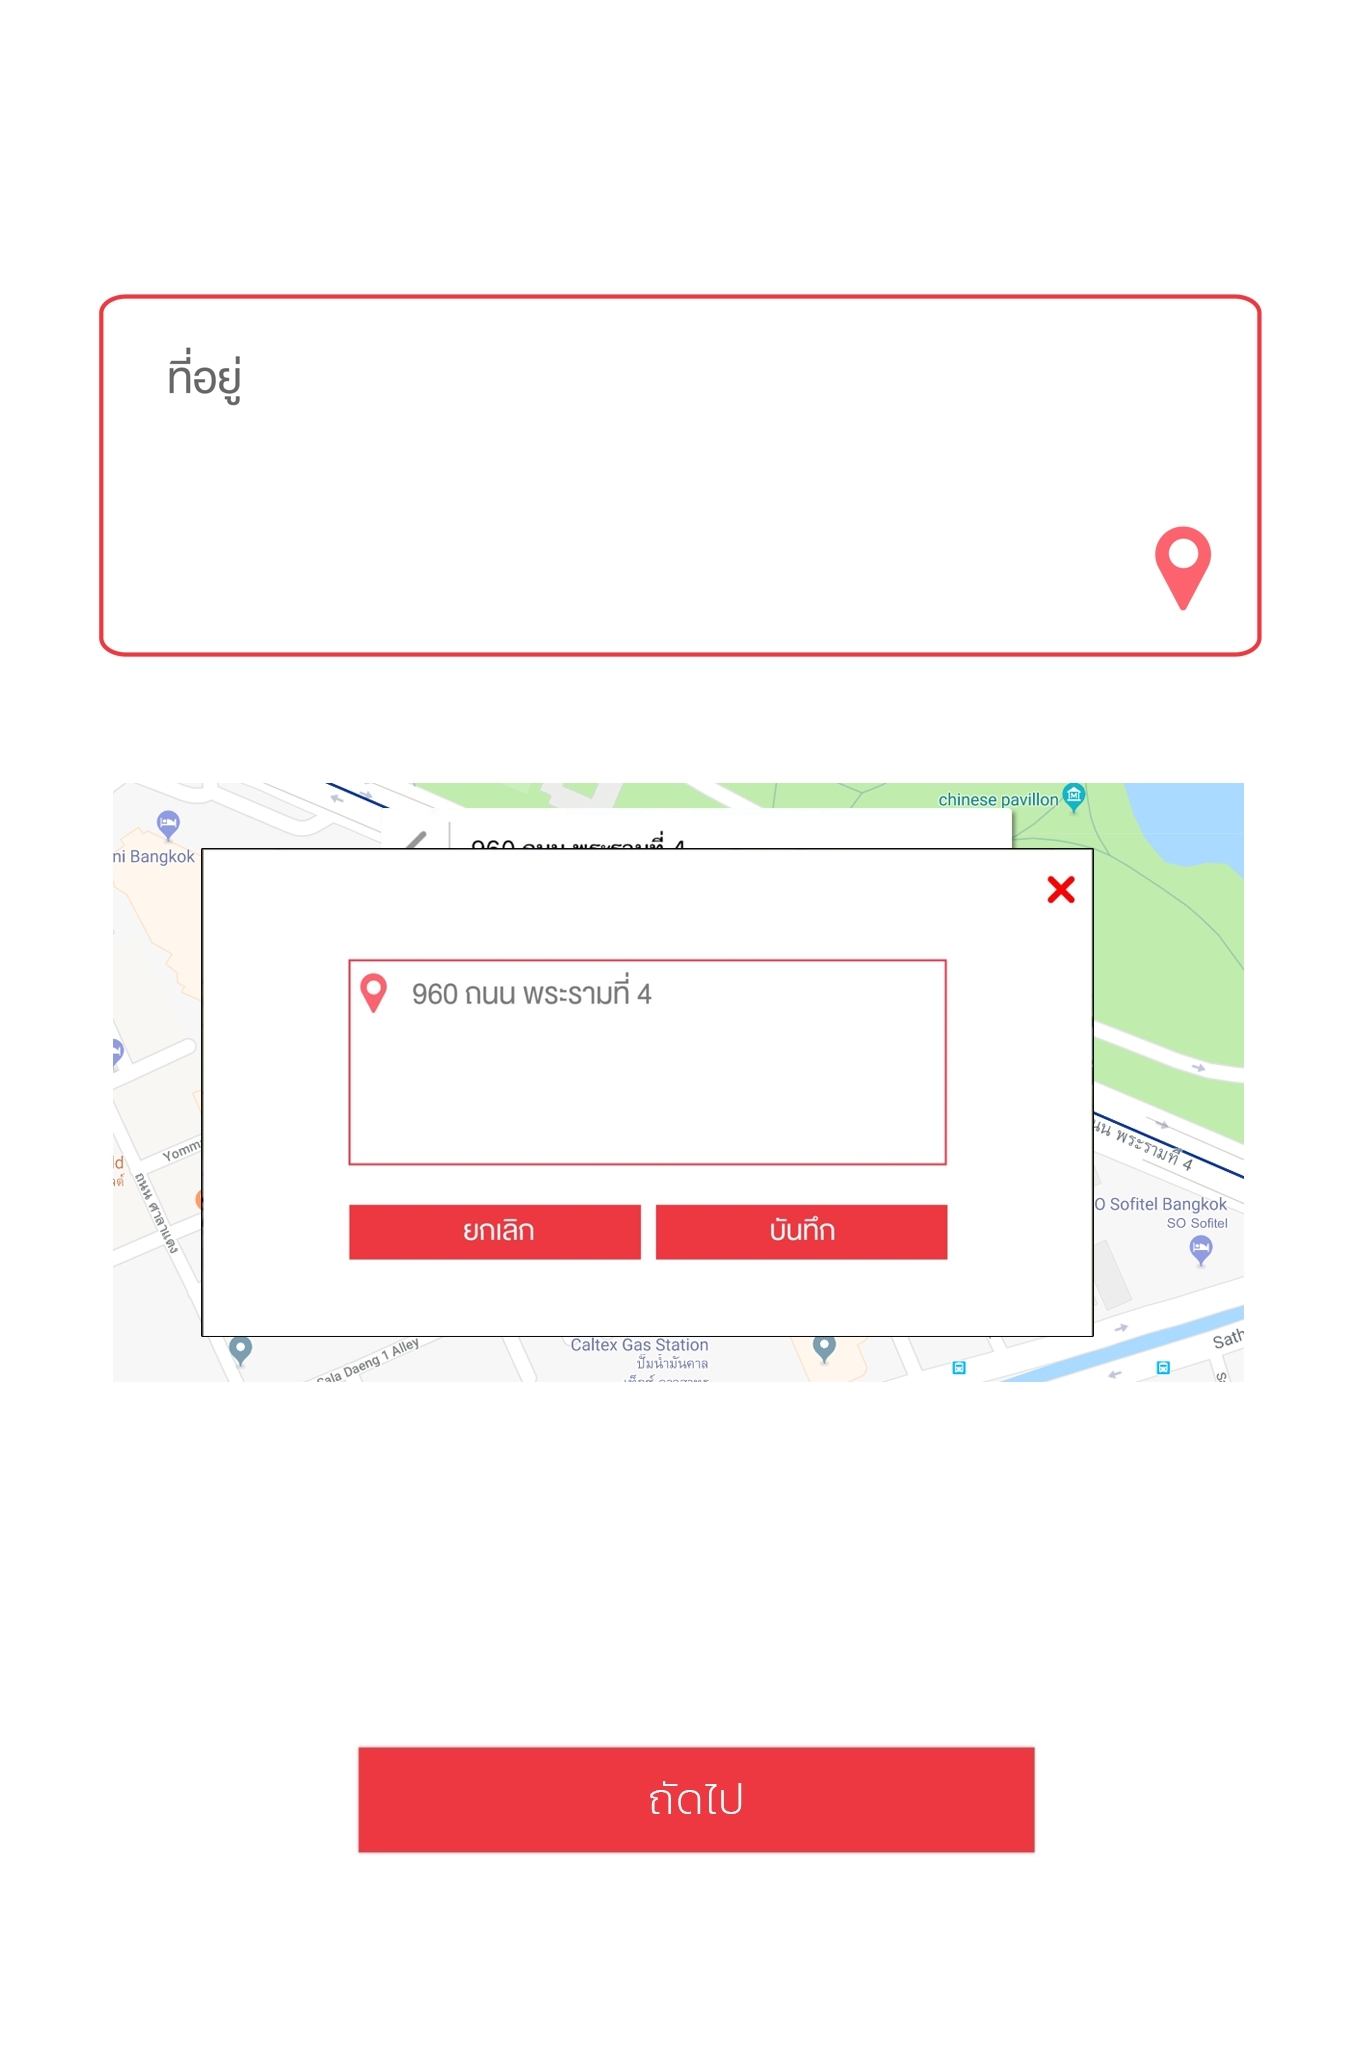 ที่อยู่
chinese pavillon
ni Bangkok
960 ถนน พระรามที่ 4
960 ถนน พระรามที่ 4
ถนน พระรามที่ 4
ถนน ศาลาแดง
O Sofitel Bangkok
SO Sofitel
ยกเลิก
บันทึก
Caltex Gas Station
ปั๊มน้ำมันคาล
Sala Daeng 1 Alley
ถัดไป